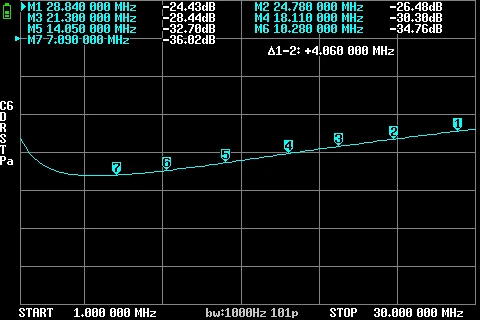 M1 28.840 000 MHz -24.43dB M2 24.780 000 MHz -26.48dB
M3 21.300 000 MHz -28.44dB M4 18.110 000 MHz -30.30dB
M5 14.050 000 MHz -32.70dB M6 10.280 000 MHz -34.76dB
M7 7.090 000 MHz -36.02dB
Δ1-2: +4.060 000 MHz
C6
D
R
S
T
Pa
7 6 5 4 3 2 1
START 1.000 000 MHz bw:1000Hz 101p STOP 30.000 000 MHz